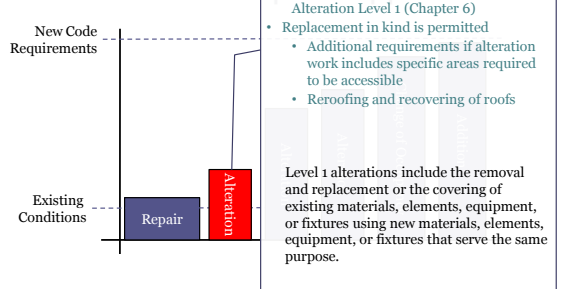 New Code
Requirements
Existing
Conditions
Repair
Alteration
Alteration Level 1 (Chapter 6)
• Replacement in kind is permitted
• Additional requirements if alteration
work includes specific areas required
to be accessible
• Reroofing and recovering of roofs
Level 1 alterations include the removal
and replacement or the covering of
existing materials, elements, equipment,
or fixtures using new materials, elements,
equipment, or fixtures that serve the same
purpose.